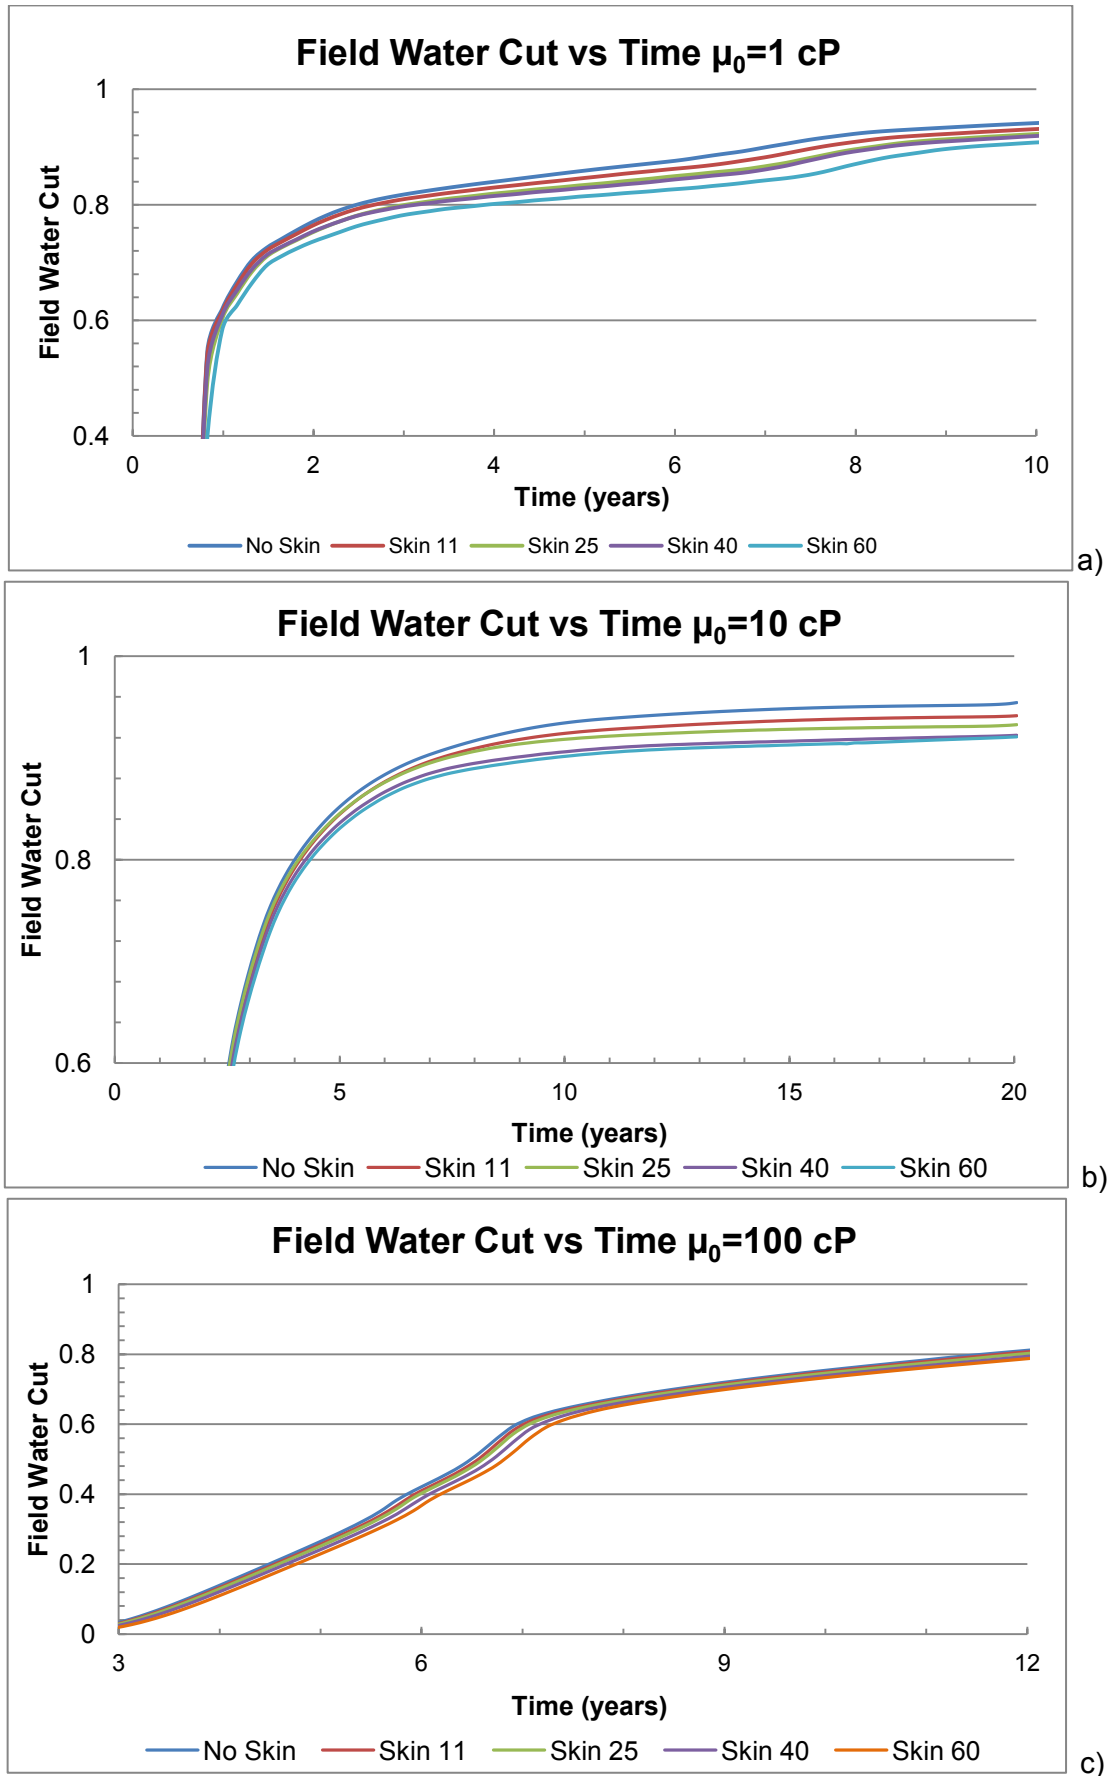 Field Water Cut vs Time µ₀=1 cP
1
0.8
0.6
0.4
Field Water Cut
0 2 4 6 8 10
Time (years)
No Skin Skin 11 Skin 25 Skin 40 Skin 60
a)
Field Water Cut vs Time µ₀=10 cP
1
0.8
0.6
Field Water Cut
0 5 10 15 20
Time (years)
No Skin Skin 11 Skin 25 Skin 40 Skin 60
b)
Field Water Cut vs Time µ₀=100 cP
1
0.8
0.6
0.4
0.2
0
Field Water Cut
3 6 9 12
Time (years)
No Skin Skin 11 Skin 25 Skin 40 Skin 60
c)